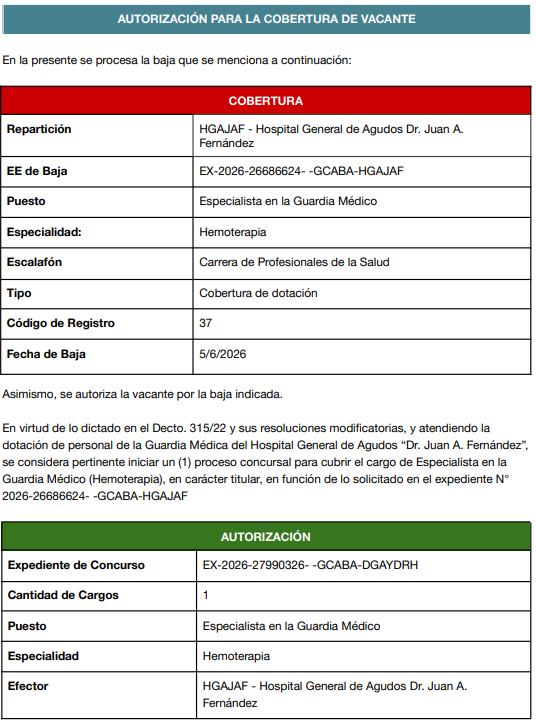 AUTORIZACIÓN PARA LA COBERTURA DE VACANTE
En la presente se procesa la baja que se menciona a continuación:
COBERTURA
Repartición HGAJAF - Hospital General de Agudos Dr. Juan A.
Fernández
EE de Baja EX-2026-26686624- -GCABA-HGAJAF
Puesto Especialista en la Guardia Médico
Especialidad: Hemoterapia
Escalafón Carrera de Profesionales de la Salud
Tipo Cobertura de dotación
Código de Registro 37
Fecha de Baja 5/6/2026
Asimismo, se autoriza la vacante por la baja indicada.
En virtud de lo dictado en el Decto. 315/22 y sus resoluciones modificatorias, y atendiendo la
dotación de personal de la Guardia Médica del Hospital General de Agudos “Dr. Juan A. Fernández”,
se considera pertinente iniciar un (1) proceso concursal para cubrir el cargo de Especialista en la
Guardia Médico (Hemoterapia), en carácter titular, en función de lo solicitado en el expediente N°
2026-26686624- -GCABA-HGAJAF
AUTORIZACIÓN
Expediente de Concurso EX-2026-27990326- -GCABA-DGAYDRH
Cantidad de Cargos 1
Puesto Especialista en la Guardia Médico
Especialidad Hemoterapia
Efector HGAJAF - Hospital General de Agudos Dr. Juan A.
Fernández